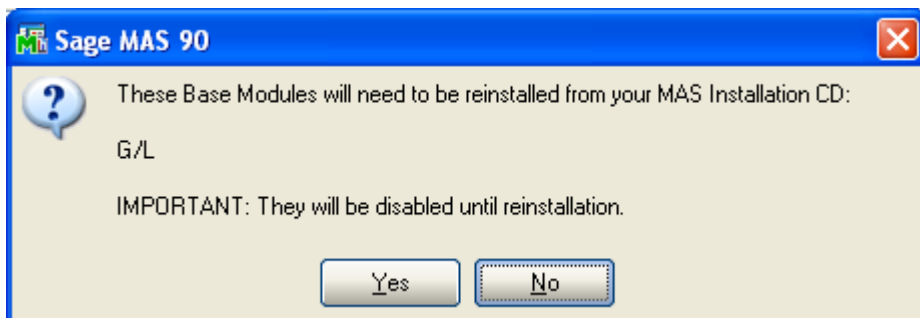 Sage MAS 90
These Base Modules will need to be reinstalled from your MAS Installation CD:
G/L
IMPORTANT: They will be disabled until reinstallation.
Yes
No